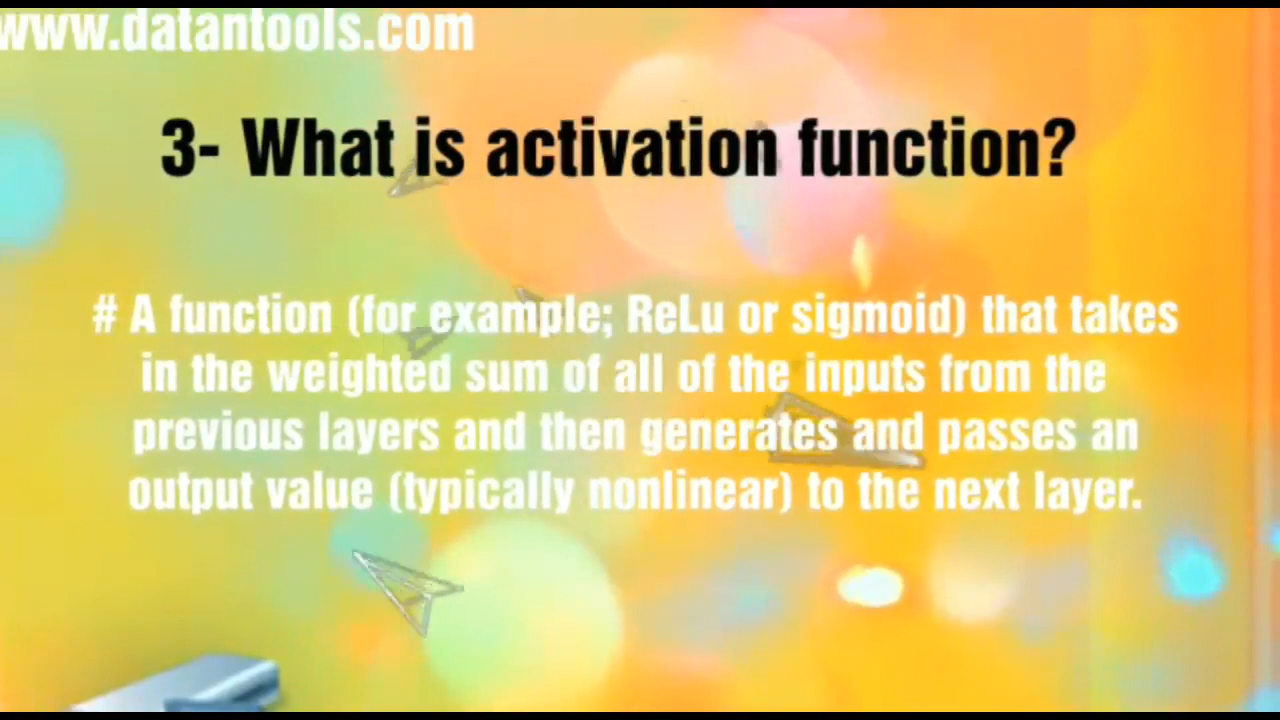 www.datantools.com
3- What is activation function?
# A function (for example; ReLu or sigmoid) that takes
in the weighted sum of all of the inputs from the
previous layers and then generates and passes an
output value (typically nonlinear) to the next layer.